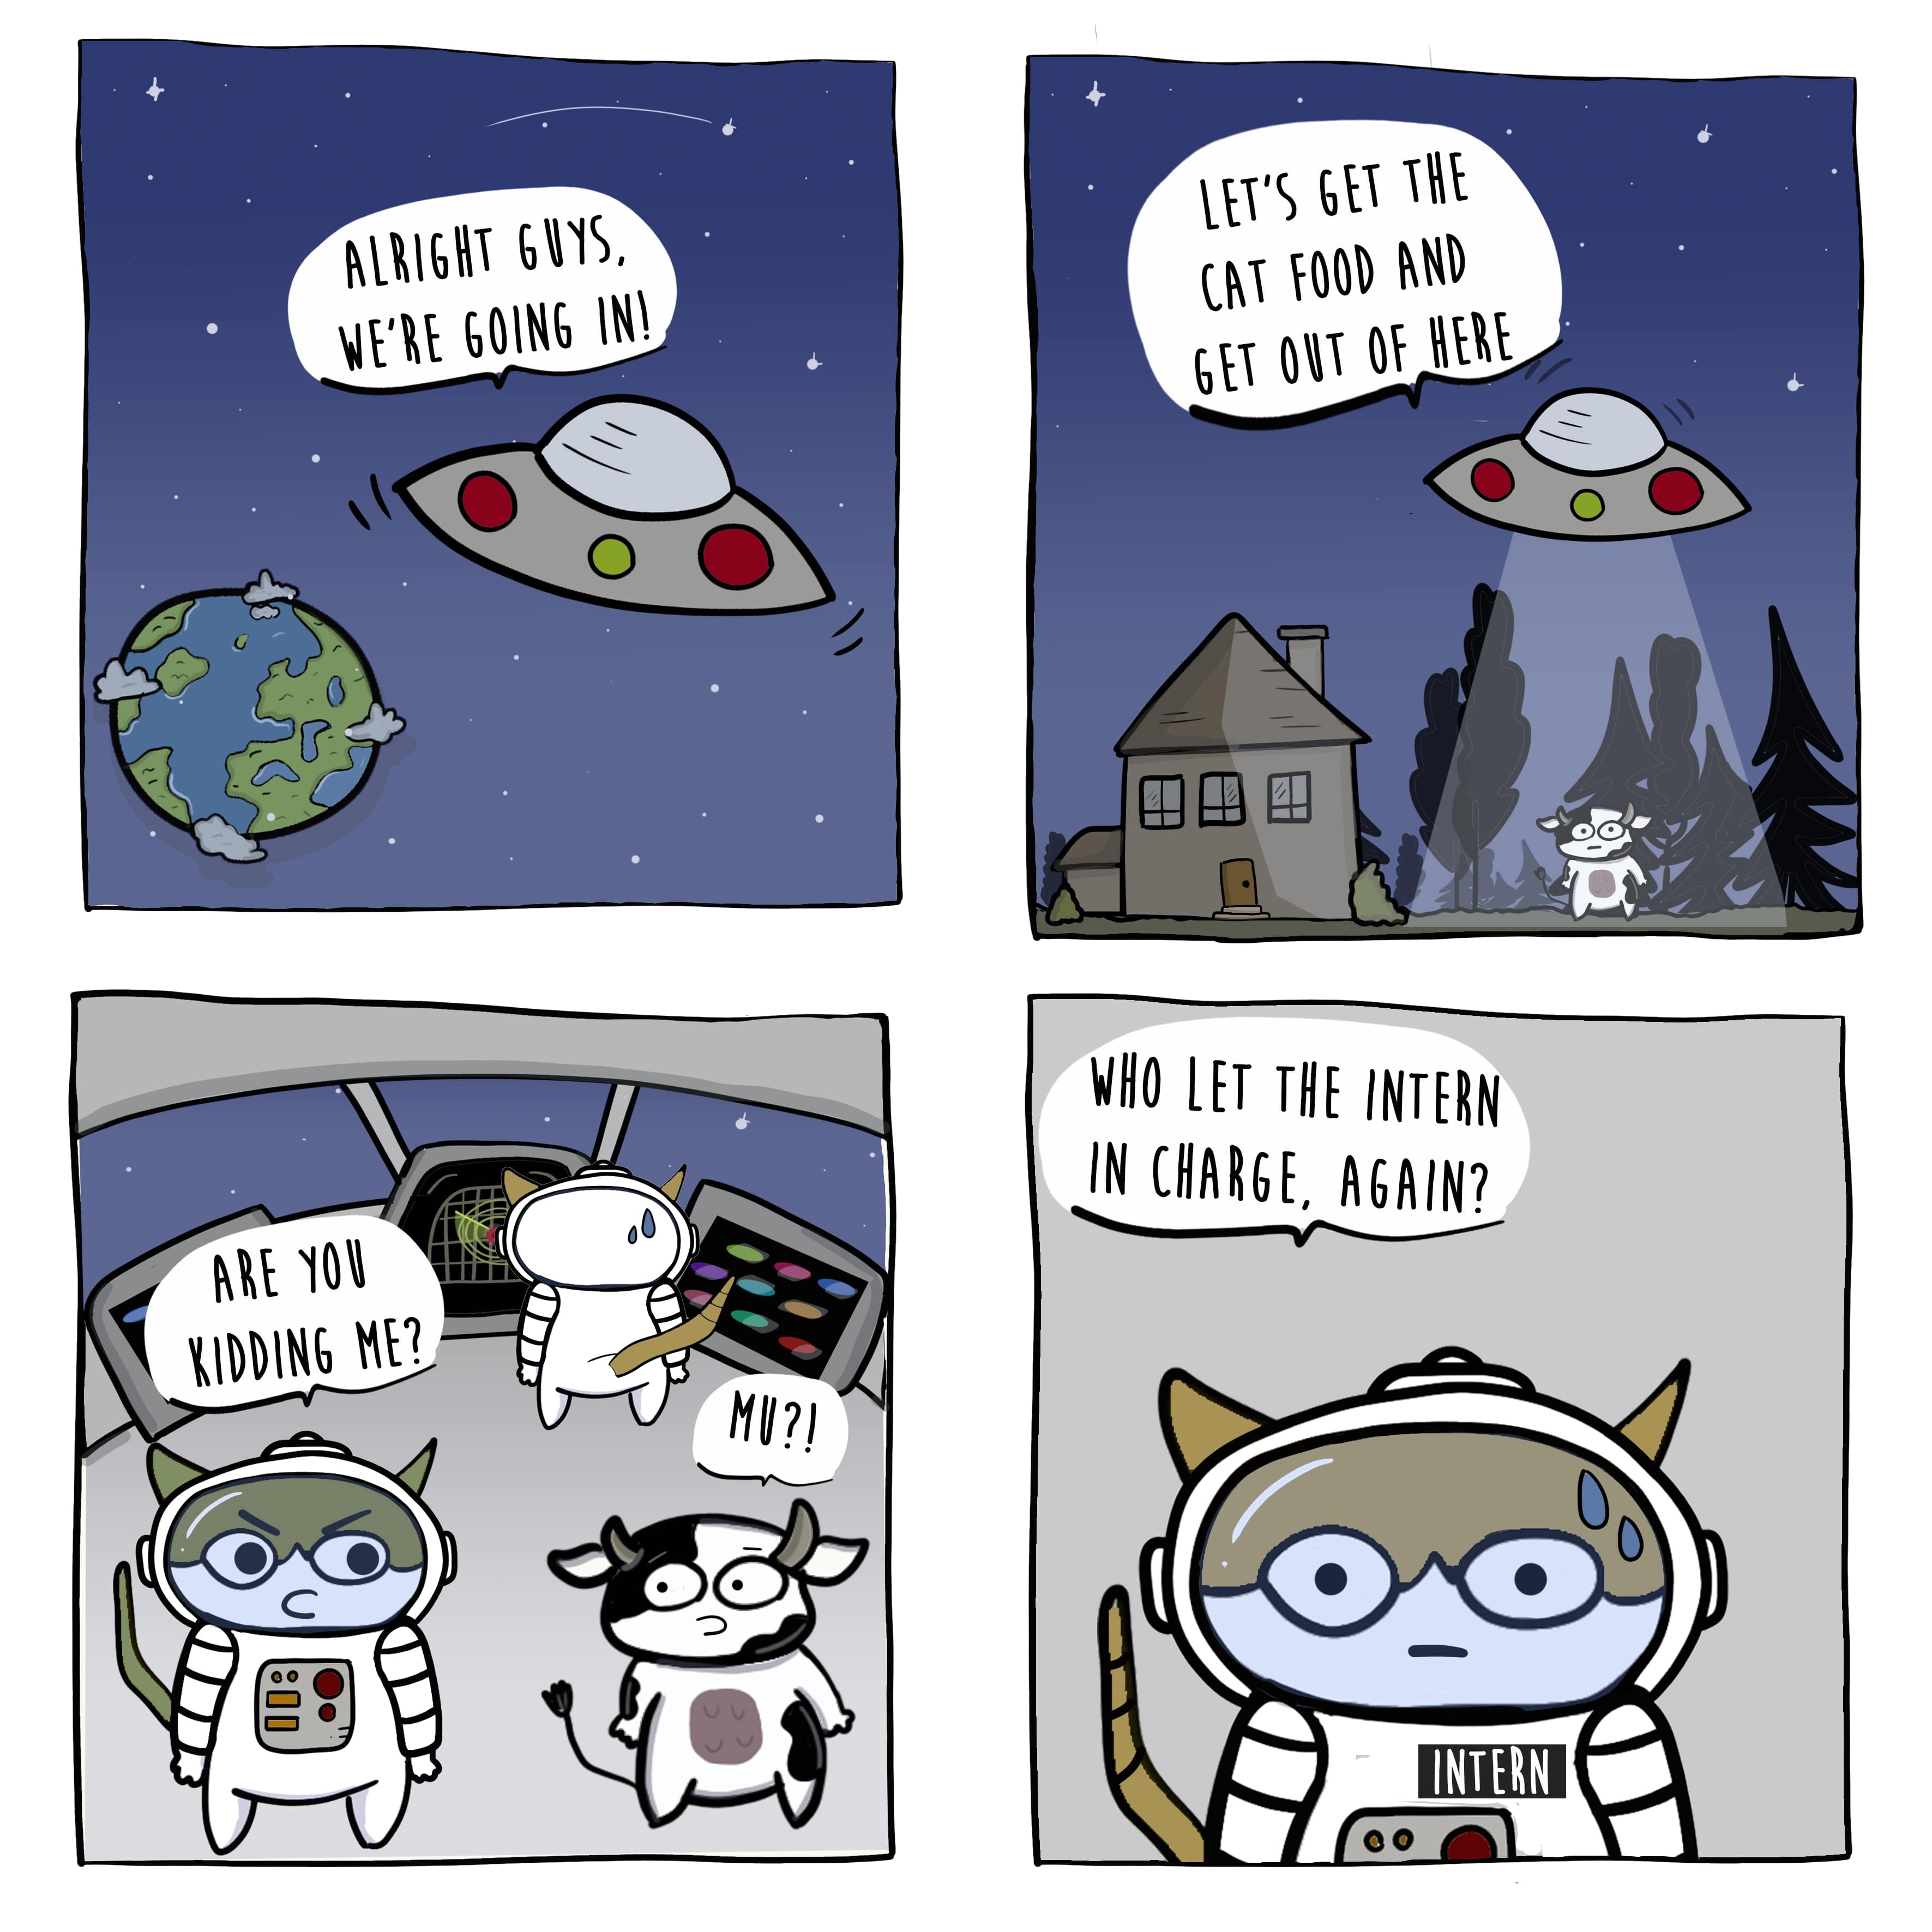 ALRIGHT GUYS,
WE'RE GOING IN!
LET'S GET THE
CAT FOOD AND
GET OUT OF HERE
ARE YOU
KIDDING ME?
MU?!
WHO LET THE INTERN
IN CHARGE, AGAIN?
INTERN